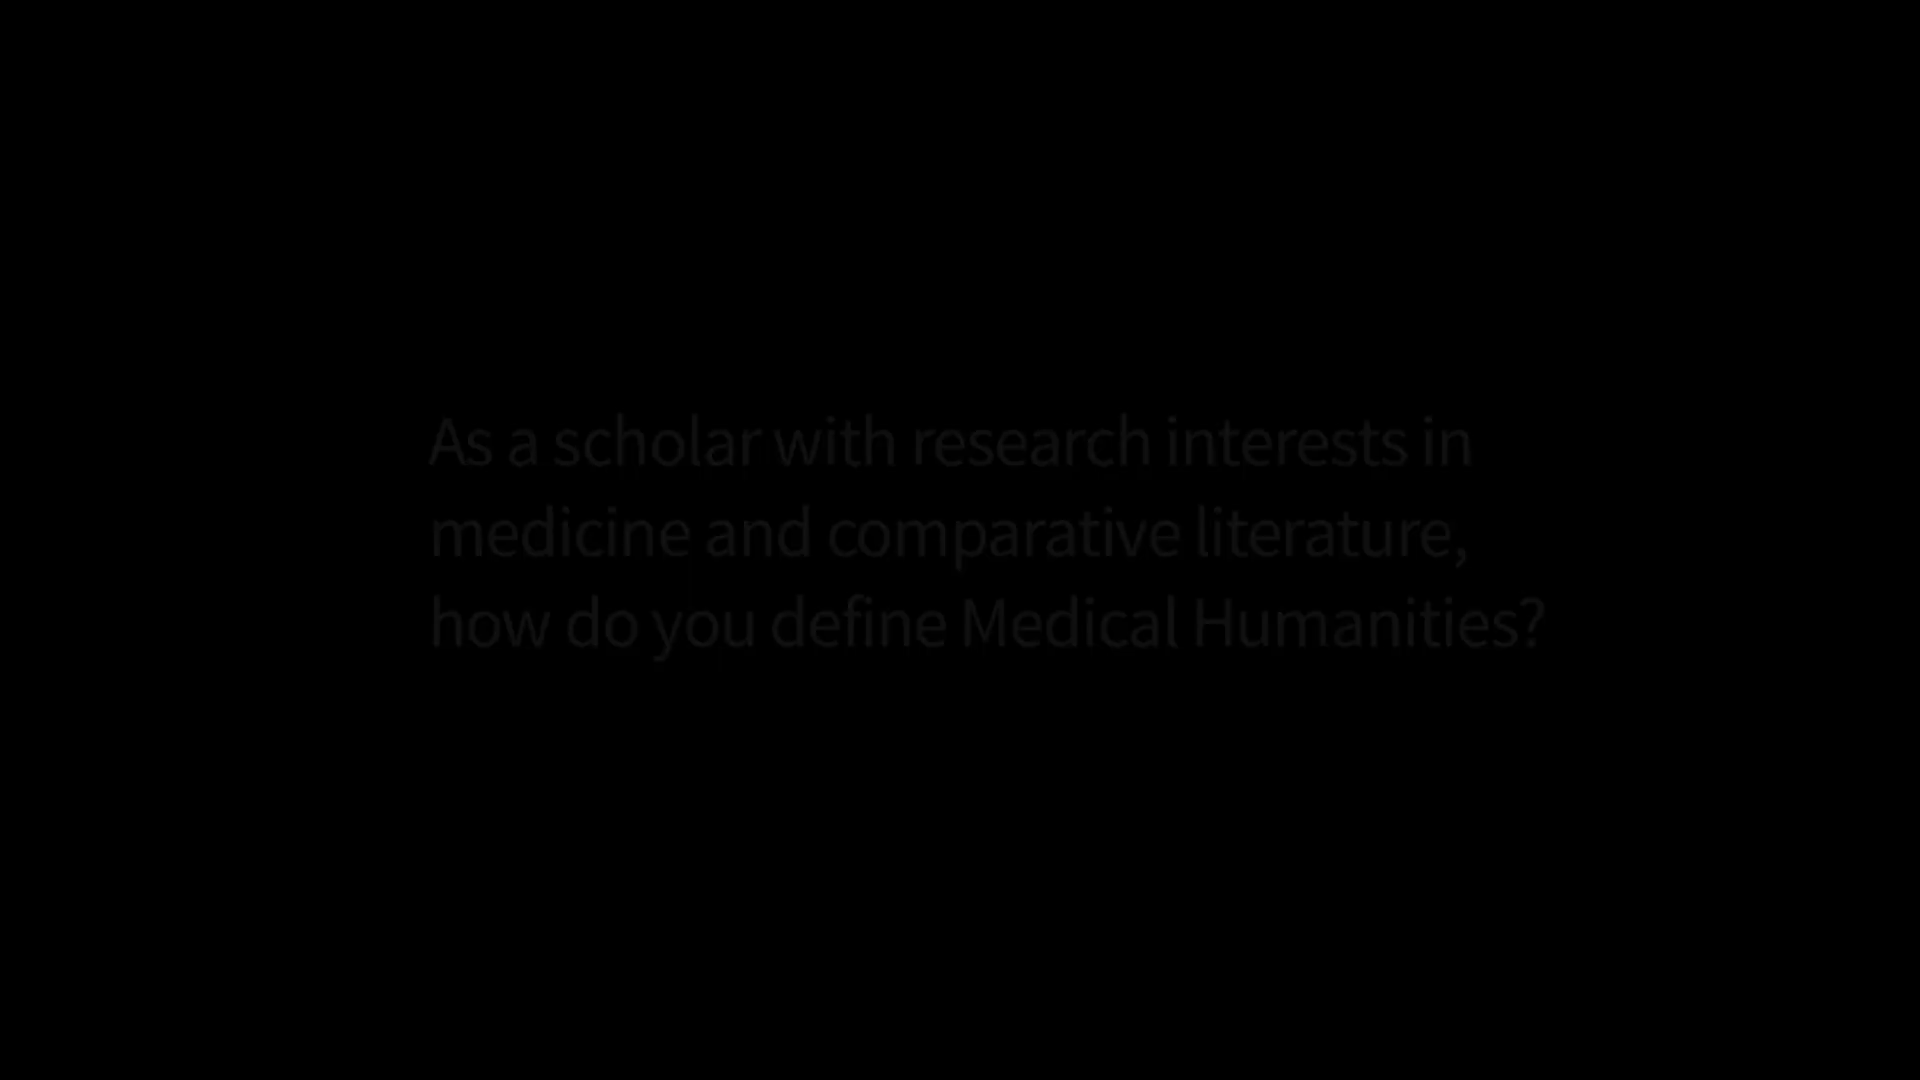 As a scholar with research interests in
medicine and comparative literature,
how do you define Medical Humanities?